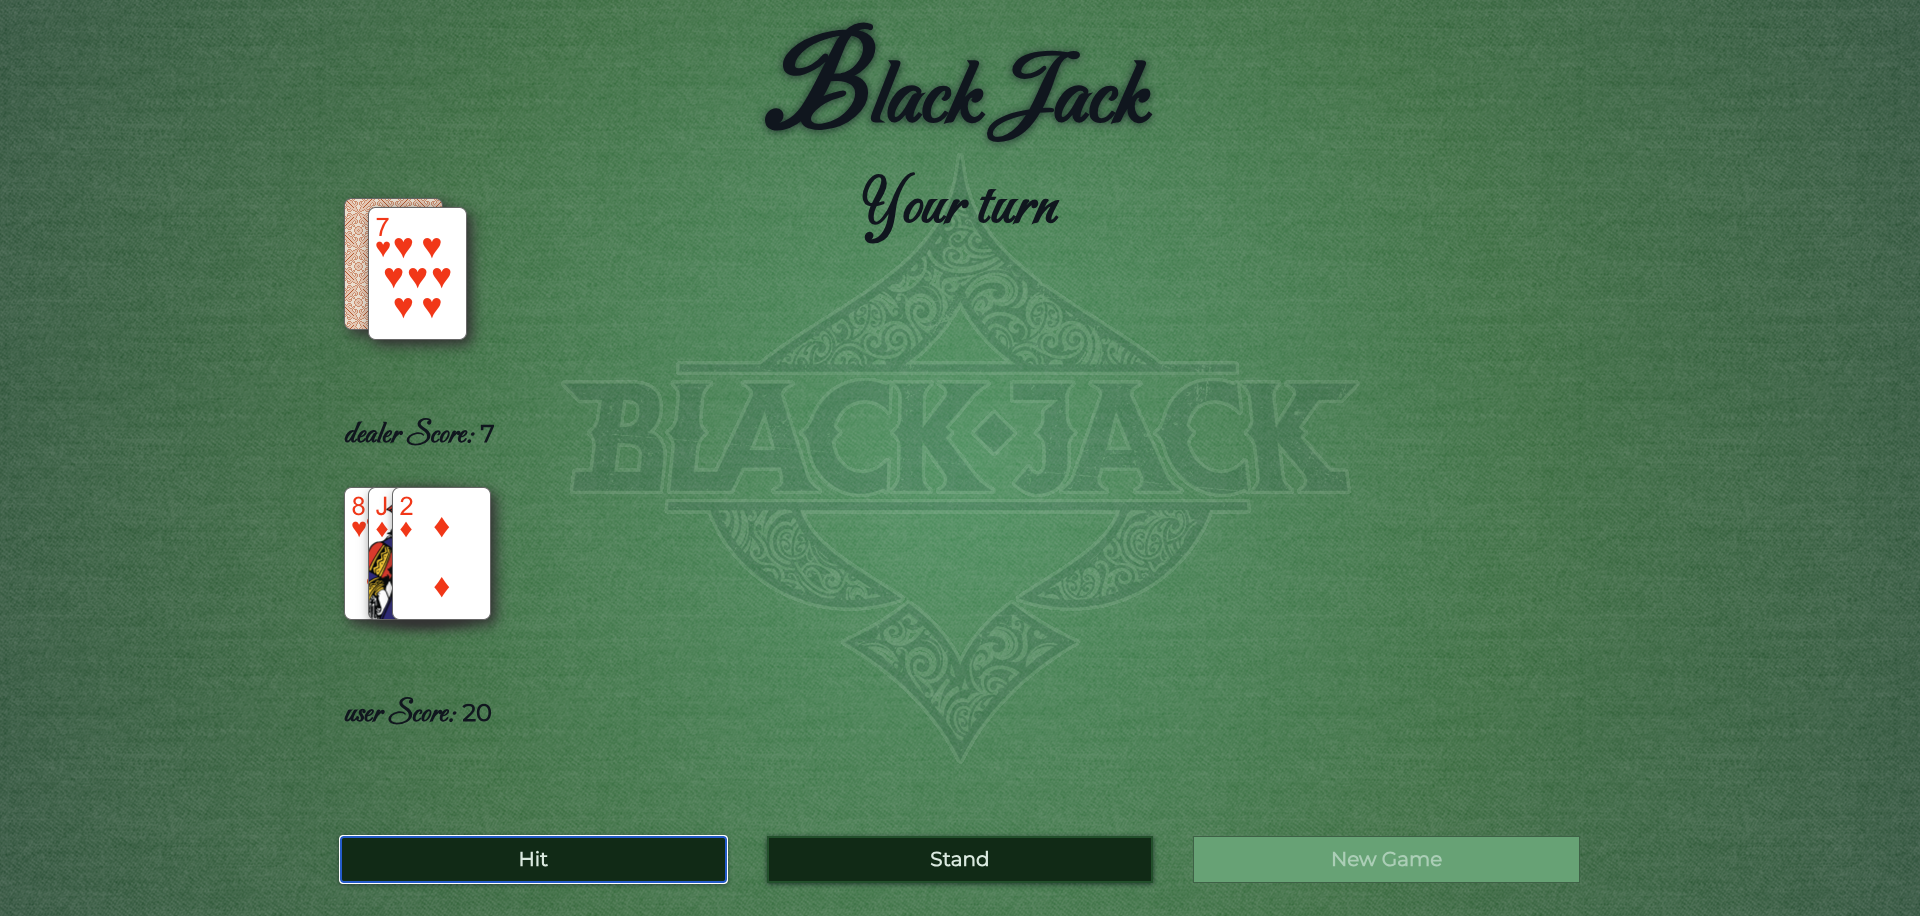 Black Jack
Your turn
7
BLACK JACK
dealer Score: 7
8 J 2
user Score: 20
Hit
Stand
New Game